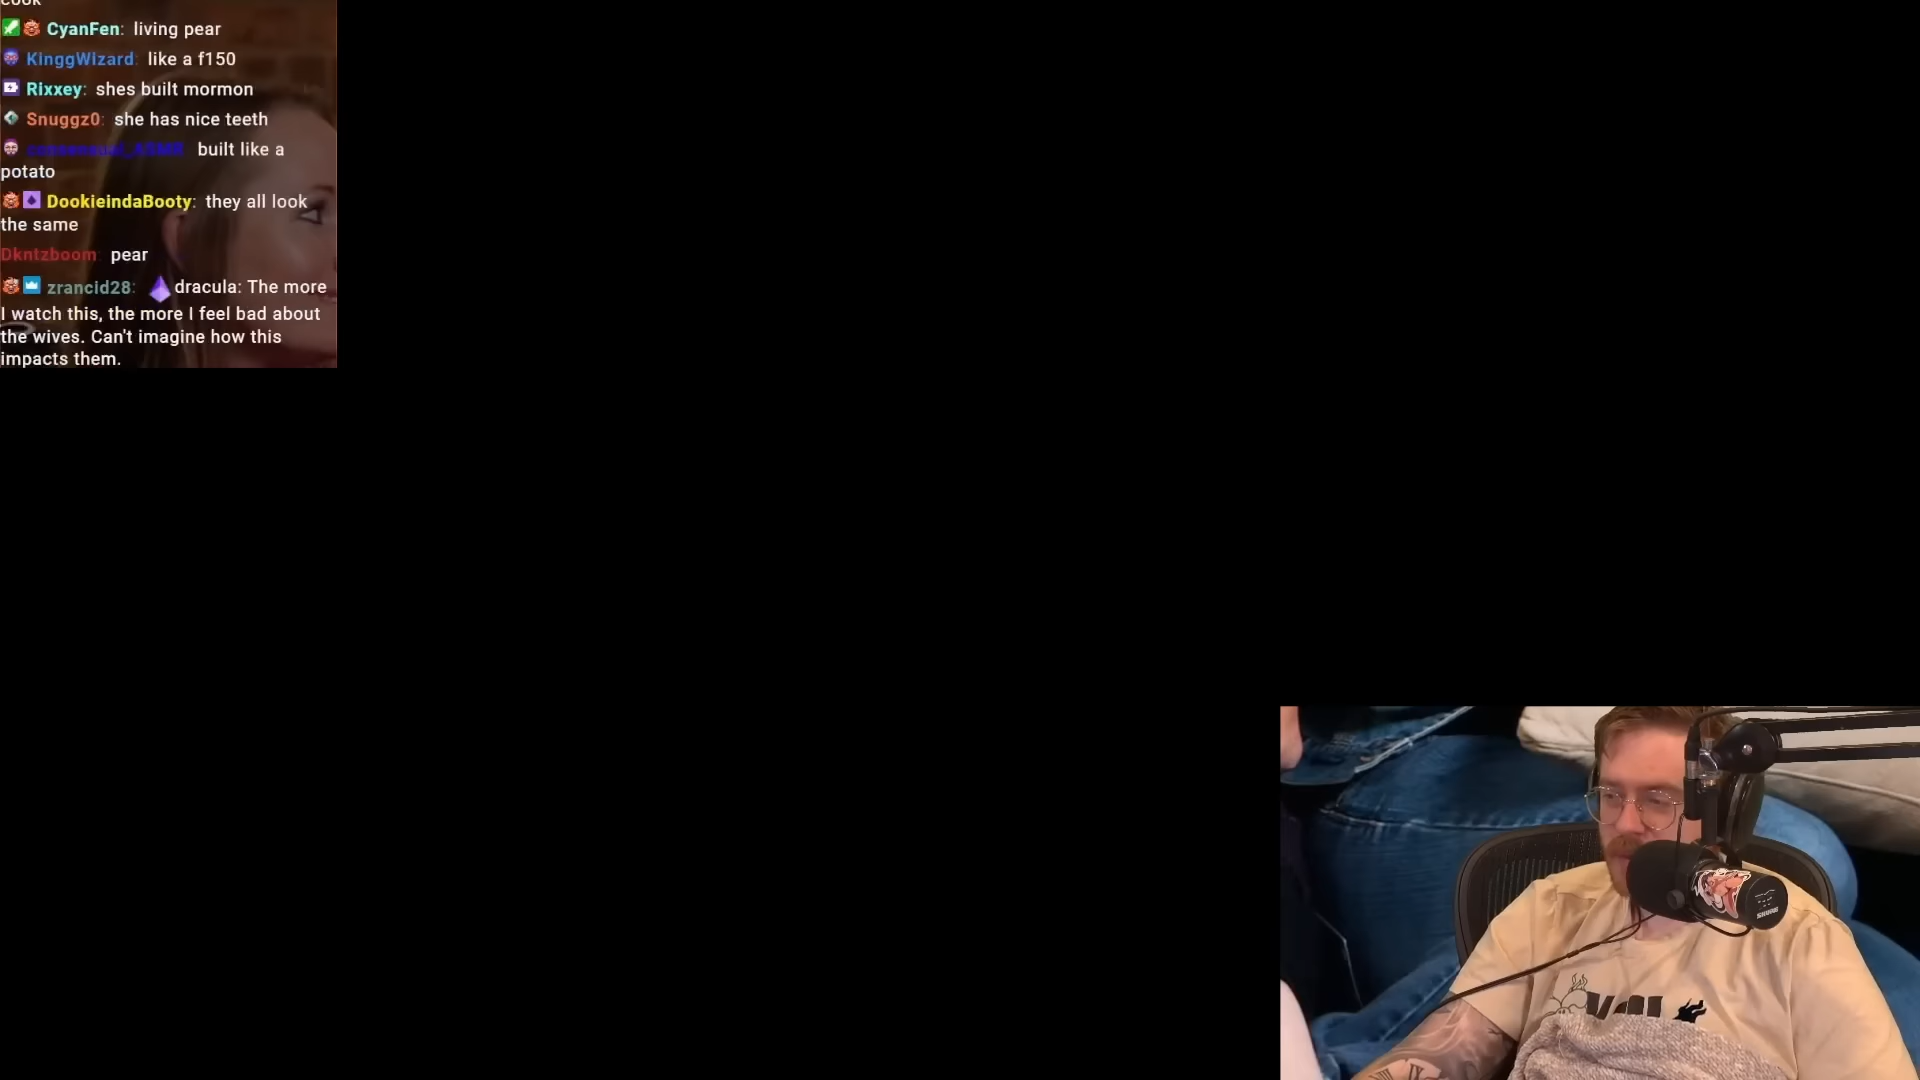 cook
CyanFen: living pear
KinggWizard: like a f150
Rixxey: shes built mormon
Snuggz0: she has nice teeth
built like a
potato
DookieindaBooty: they all look
the same
Dkntzboom: pear
zrancid28: dracula: The more
I watch this, the more I feel bad about
the wives. Can't imagine how this
impacts them.
SHURE